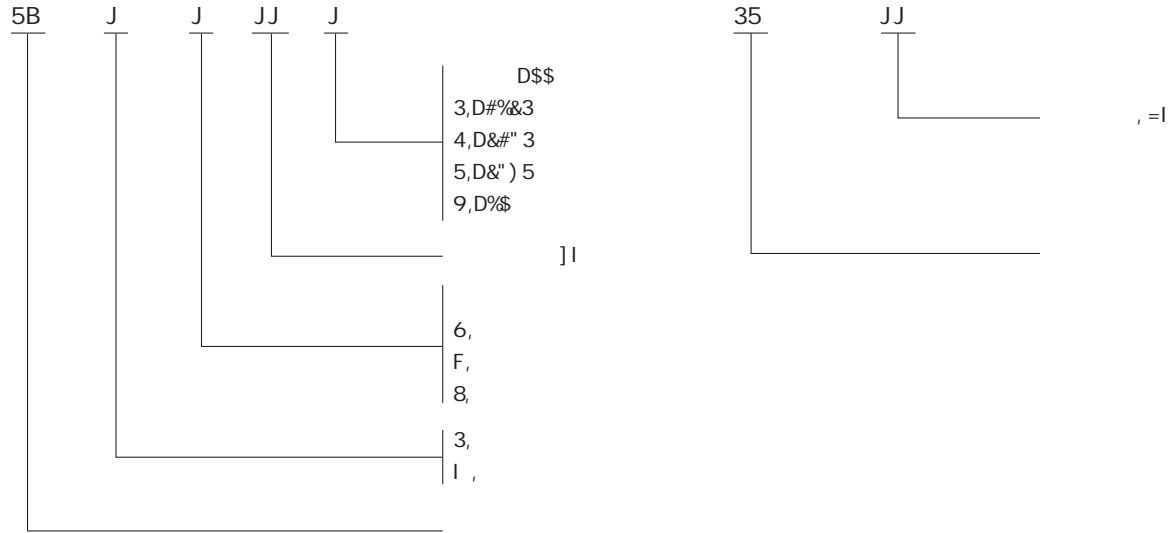 5B J J JJ J 35 JJ
D$$
3,D#%&3
, =I
4,D&#" 3
5,D&" ) 5
9,D%$
] I
6,
F,
8,
3,
I ,